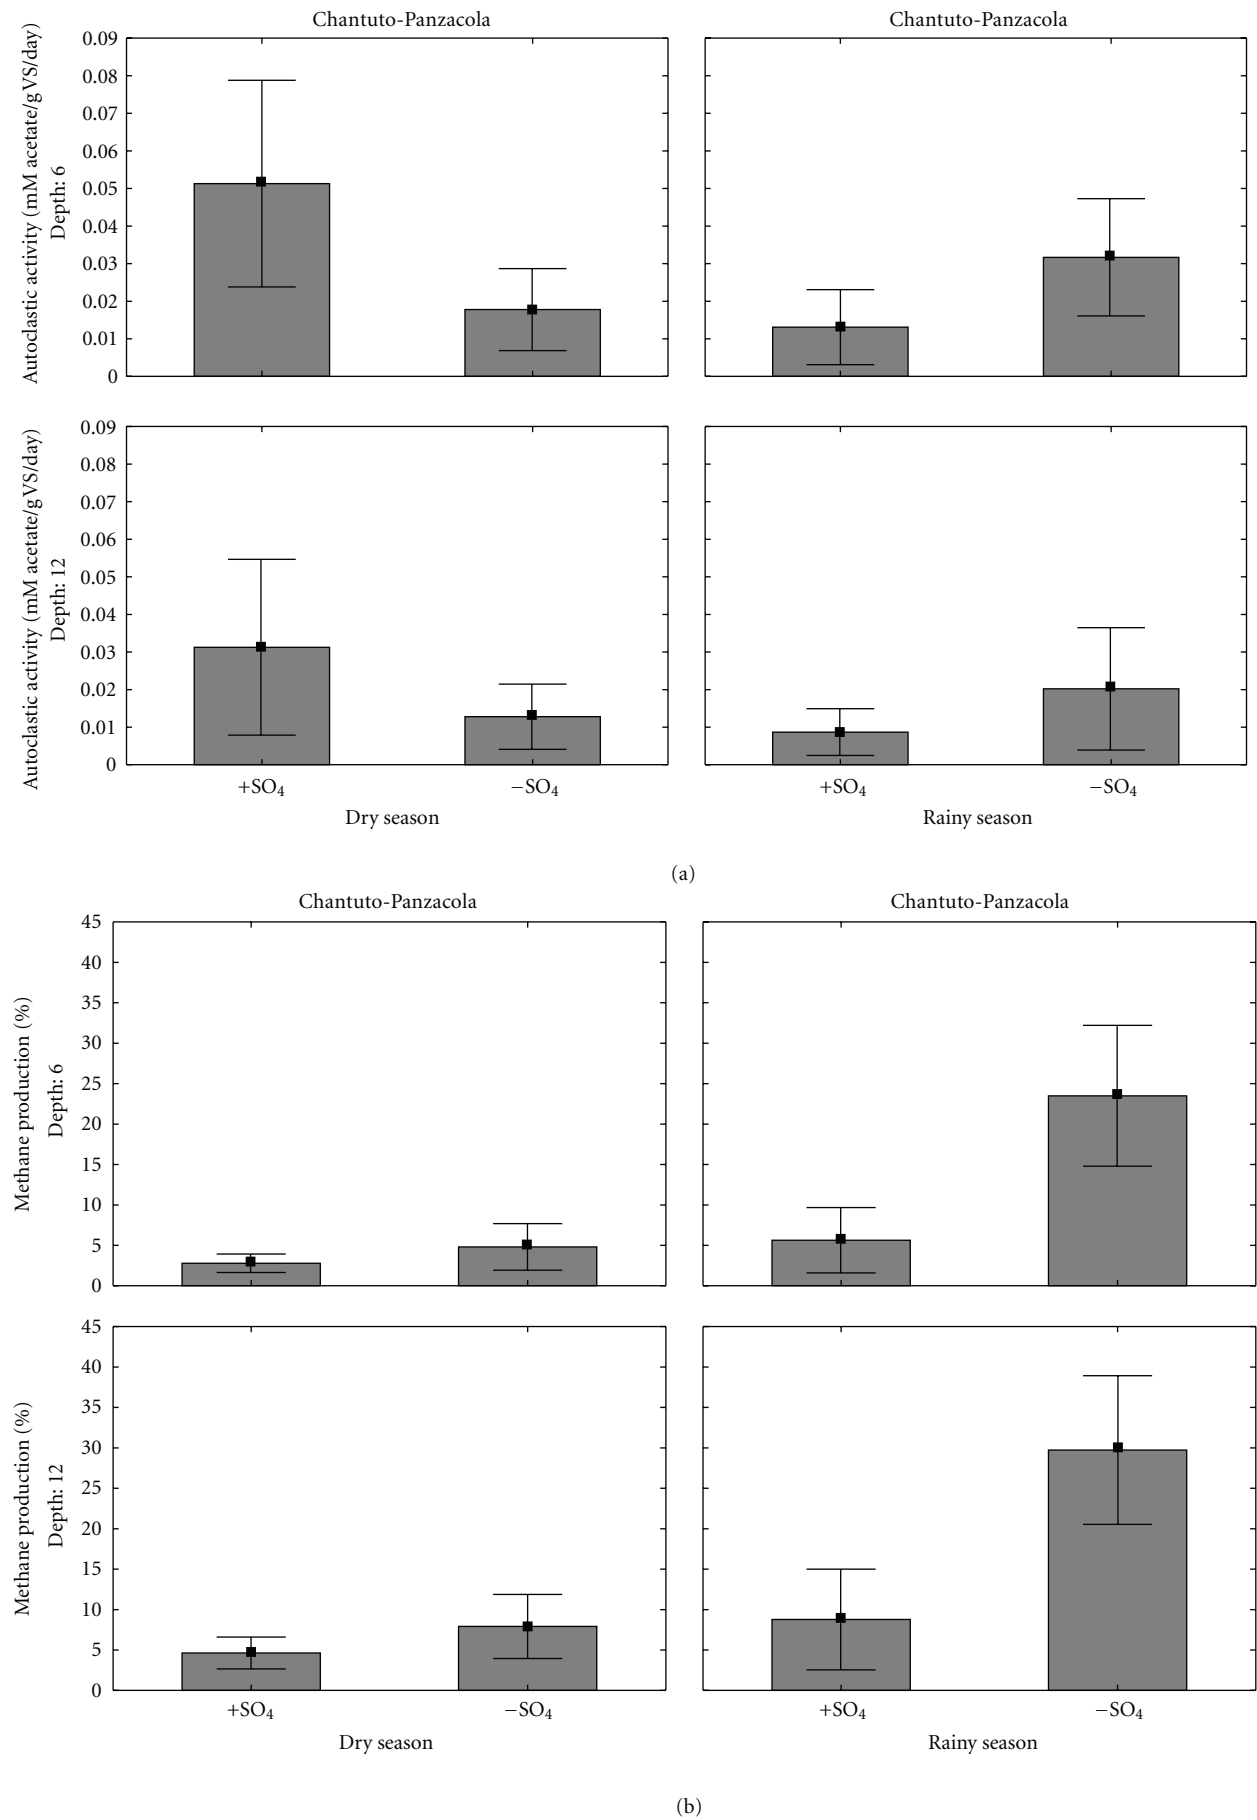 Chantuto-Panzacola
Chantuto-Panzacola
Autoclastic activity (mM acetate/gVS/day)
Depth: 6
0.09
0.08
0.07
0.06
0.05
0.04
0.03
0.02
0.01
0
Autoclastic activity (mM acetate/gVS/day)
Depth: 12
0.09
0.08
0.07
0.06
0.05
0.04
0.03
0.02
0.01
0
+SO4
−SO4
+SO4
−SO4
Dry season
Rainy season
(a)
Chantuto-Panzacola
Chantuto-Panzacola
Methane production (%)
Depth: 6
45
40
35
30
25
20
15
10
5
0
Methane production (%)
Depth: 12
45
40
35
30
25
20
15
10
5
0
+SO4
−SO4
+SO4
−SO4
Dry season
Rainy season
(b)